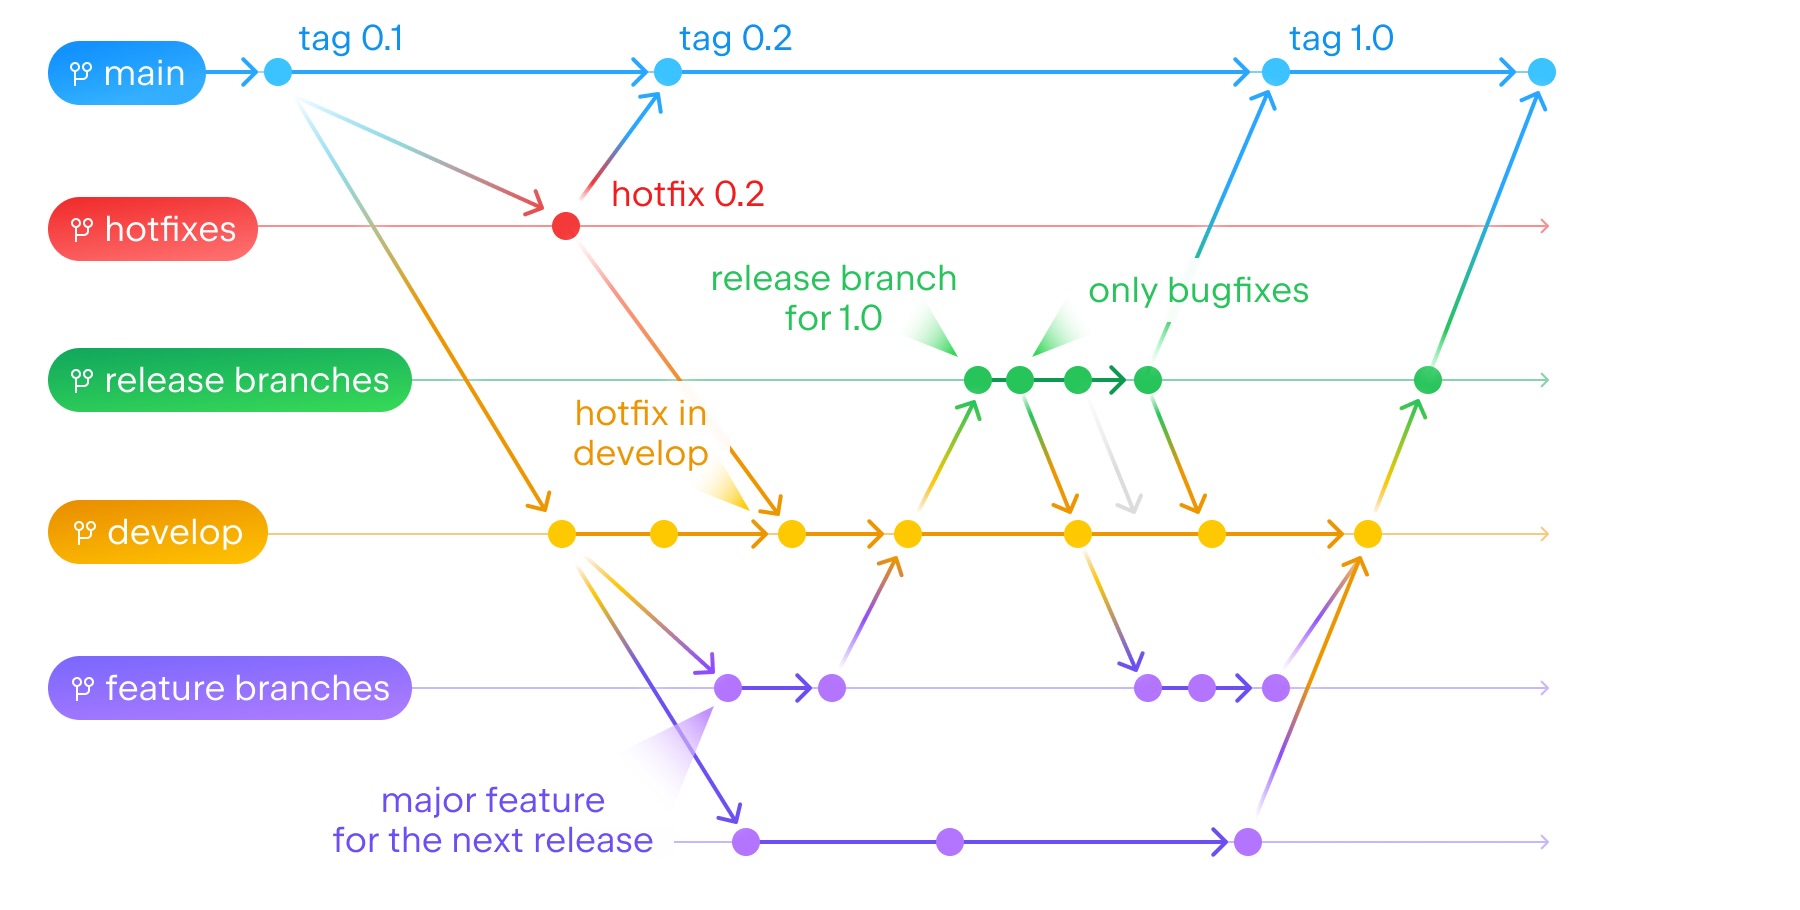 tag 0.1
tag 0.2
tag 1.0
main
hotfix 0.2
hotfixes
release branch
for 1.0
only bugfixes
release branches
hotfix in
develop
develop
feature branches
major feature
for the next release